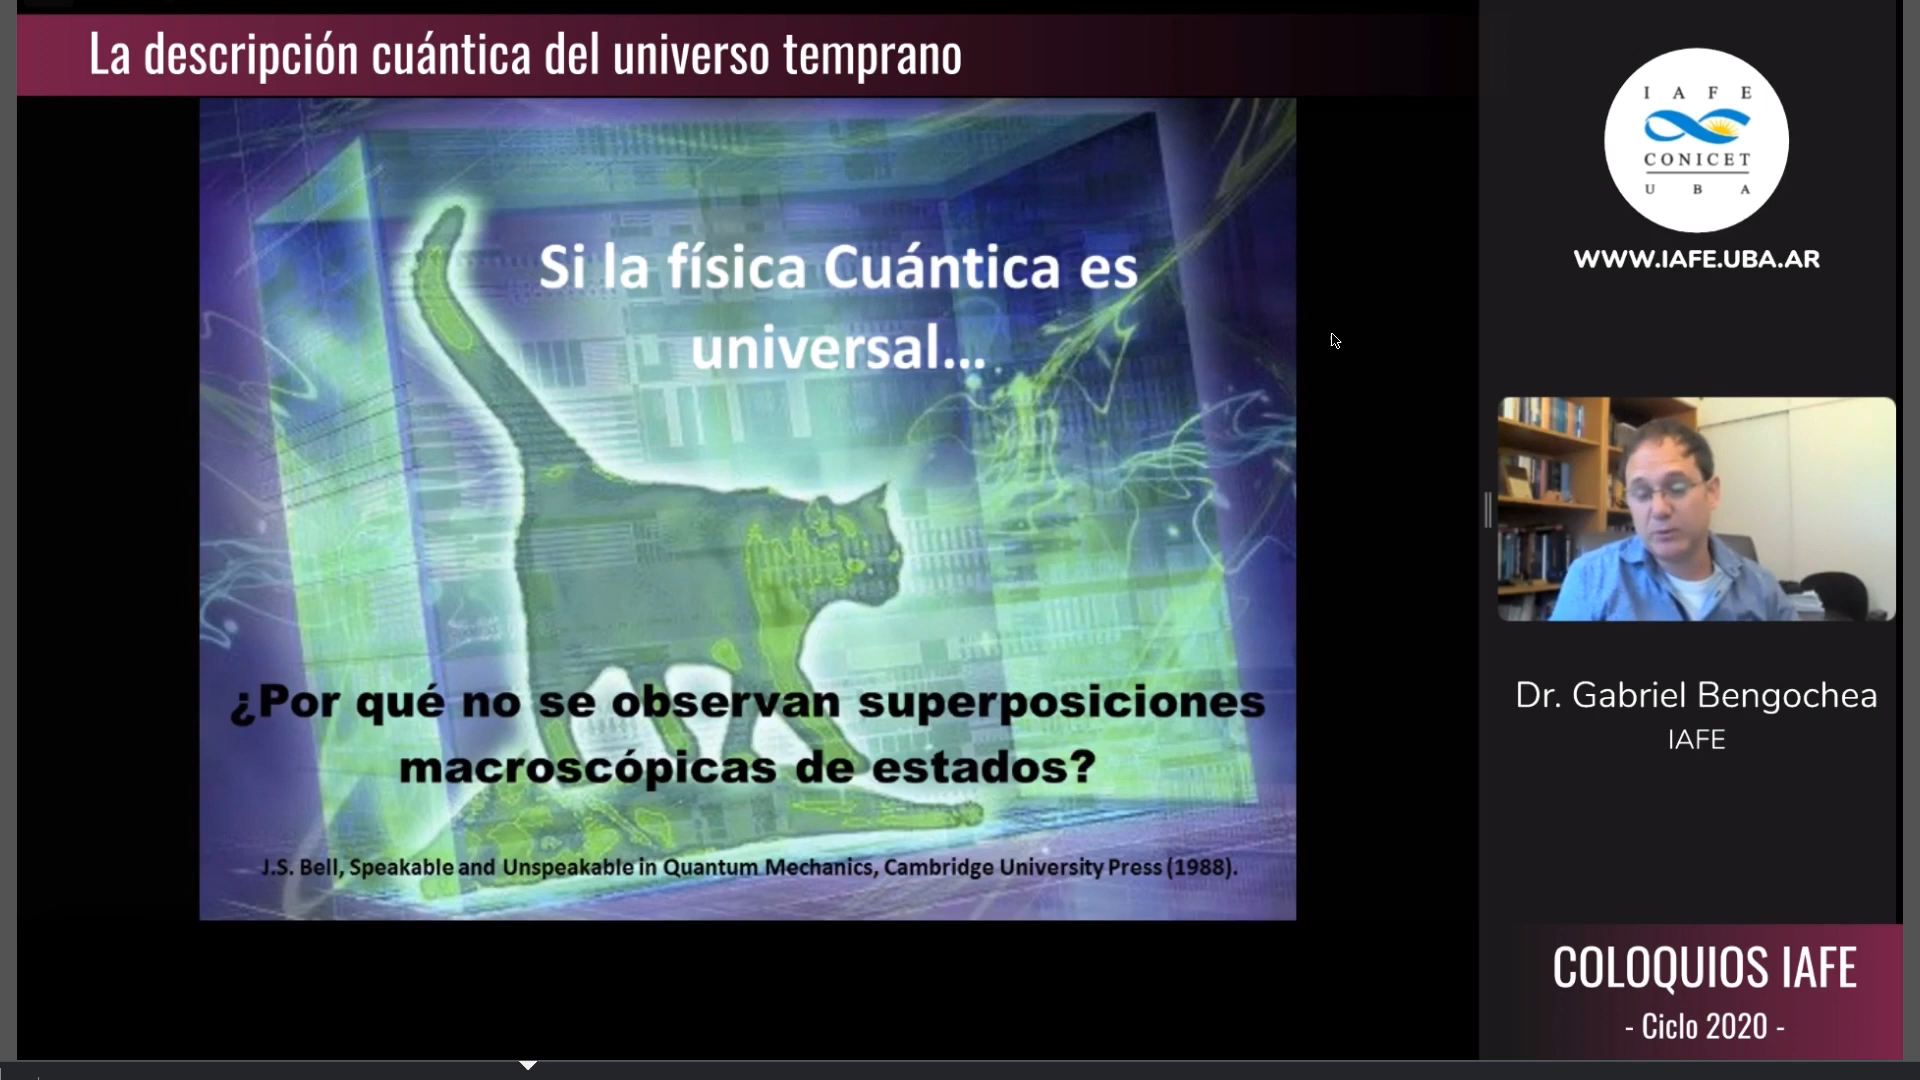 La descripción cuántica del universo temprano
Si la física Cuántica es
universal...
¿Por qué no se observan superposiciones
macroscópicas de estados?
J.S. Bell, Speakable and Unspeakable in Quantum Mechanics, Cambridge University Press (1988).
I A F E
CONICET
U B A
WWW.IAFE.UBA.AR
Dr. Gabriel Bengochea
IAFE
COLOQUIOS IAFE
- Ciclo 2020 -